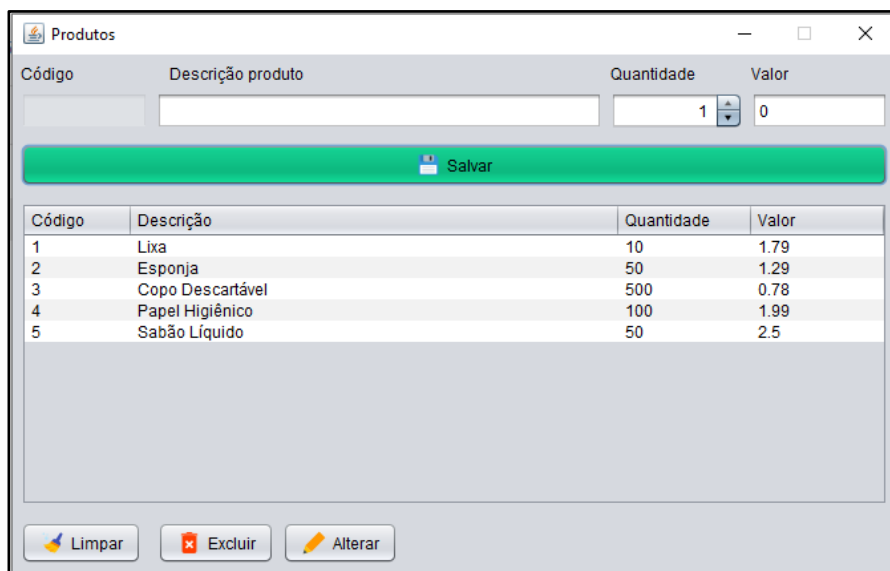 Produtos
Código Descrição produto Quantidade Valor
1 0
Salvar
Código Descrição Quantidade Valor
1 Lixa 10 1.79
2 Esponja 50 1.29
3 Copo Descartável 500 0.78
4 Papel Higiênico 100 1.99
5 Sabão Líquido 50 2.5
Limpar Excluir Alterar